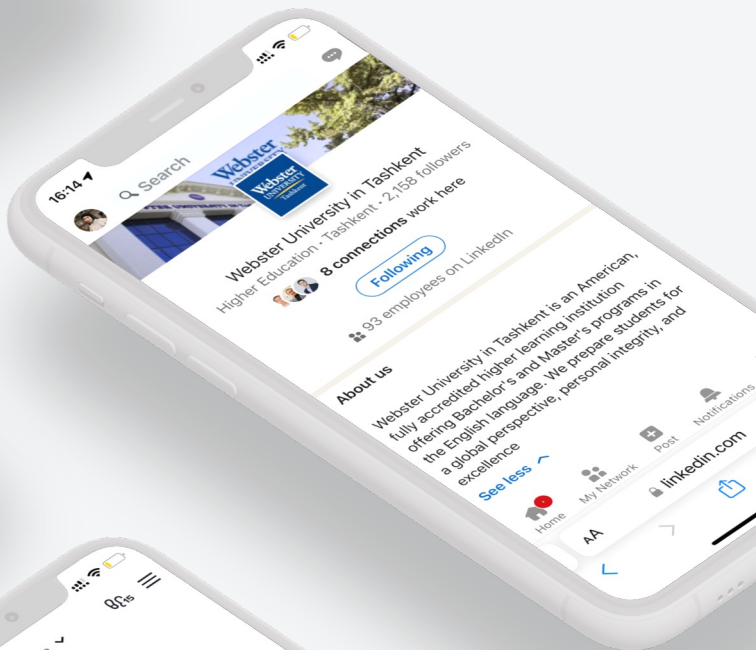 16:14
Search
Webster
UNIVERSITY
Webster
UNIVERSITY
Tashkent
Webster University in Tashkent
Higher Education · Tashkent · 2,158 followers
8 connections work here
Following
93 employees on LinkedIn
About us
Webster University in Tashkent is an American,
fully accredited higher learning institution
offering Bachelor's and Master's programs in
the English language. We prepare students for
a global perspective, personal integrity, and
excellence
See less
Home
My Network
Post
Notifications
AA
linkedin.com
15